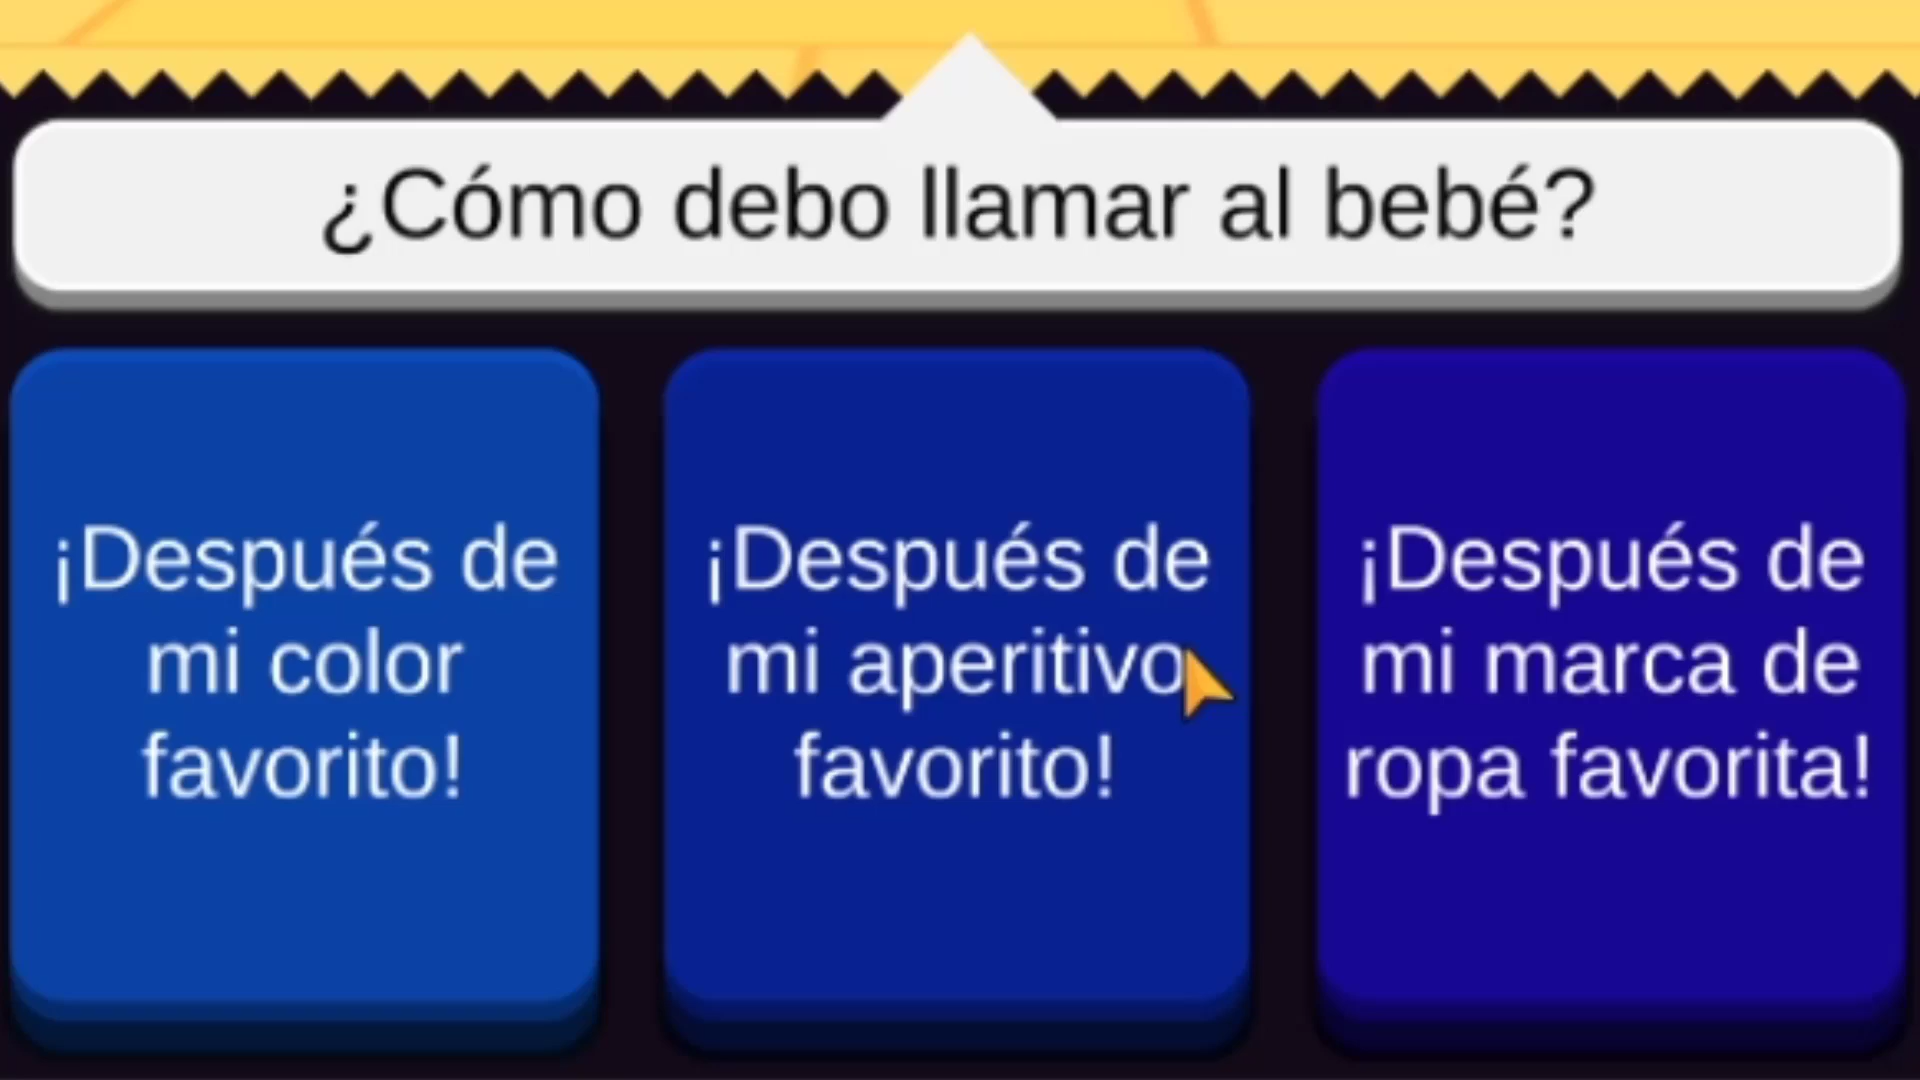 ¿Cómo debo llamar al bebé?
¡Después de
mi color
favorito!
¡Después de
mi aperitivo
favorito!
¡Después de
mi marca de
ropa favorita!